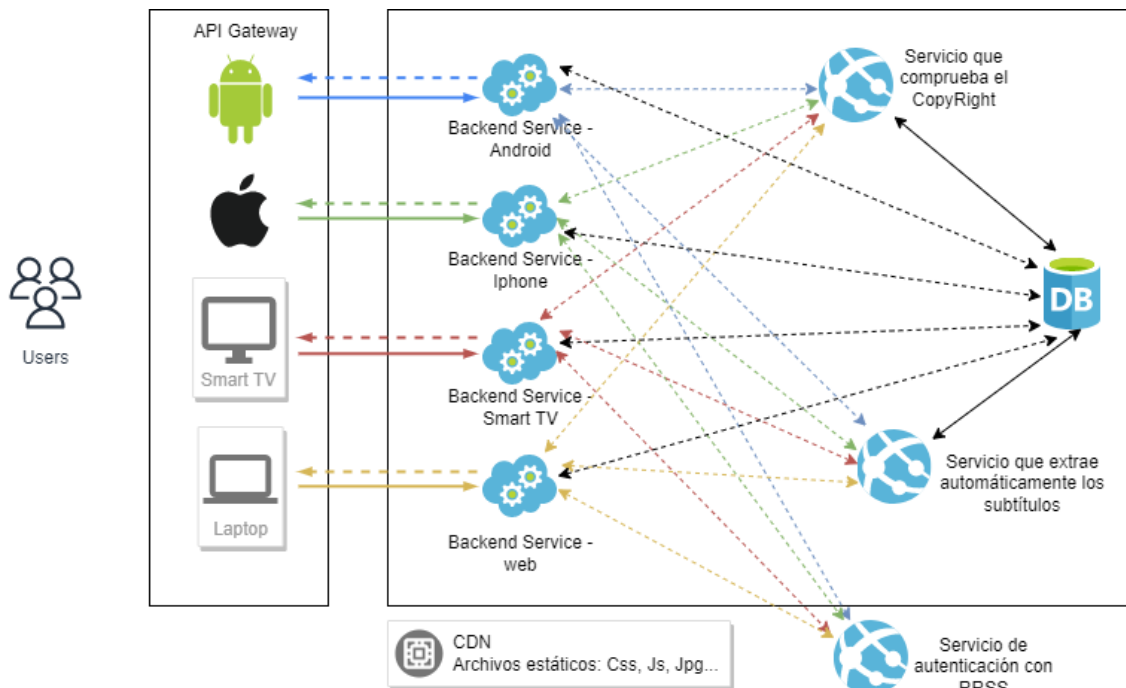 API Gateway
Servicio que
comprueba el
CopyRight
Backend Service -
Android
Backend Service -
Iphone
DB
Users
Smart TV
Backend Service -
Smart TV
Servicio que extrae
automáticamente los
subtítulos
Laptop
Backend Service -
web
CDN
Archivos estáticos: Css, Js, Jpg...
Servicio de
autenticación con
RRSS